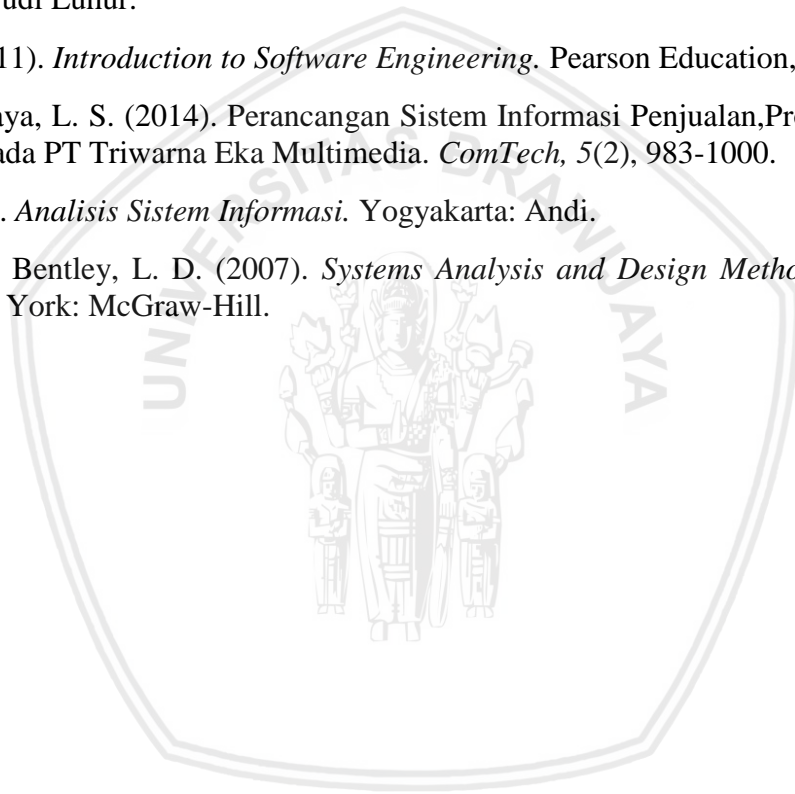 udi Luhur.
11). Introduction to Software Engineering. Pearson Education,
aya, L. S. (2014). Perancangan Sistem Informasi Penjualan,Pro
ada PT Triwarna Eka Multimedia. ComTech, 5(2), 983-1000.
. Analisis Sistem Informasi. Yogyakarta: Andi.
Bentley, L. D. (2007). Systems Analysis and Design Metho
York: McGraw-Hill.
UNIVERSITAS BRAWIJAYA